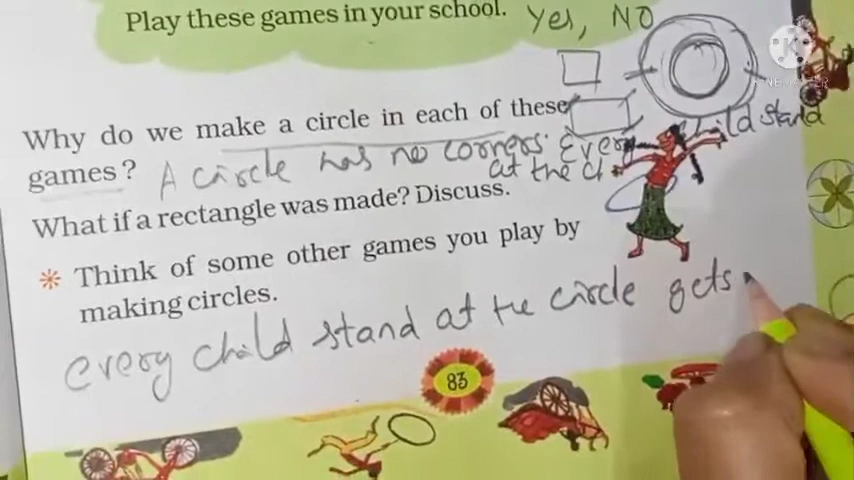 Play these games in your school. Yes, NO
Why do we make a circle in each of these
games? A circle has no corners. Every child stand
at the
What if a rectangle was made? Discuss.
Think of some other games you play by
making circles.
every child stand at the circle gets
83